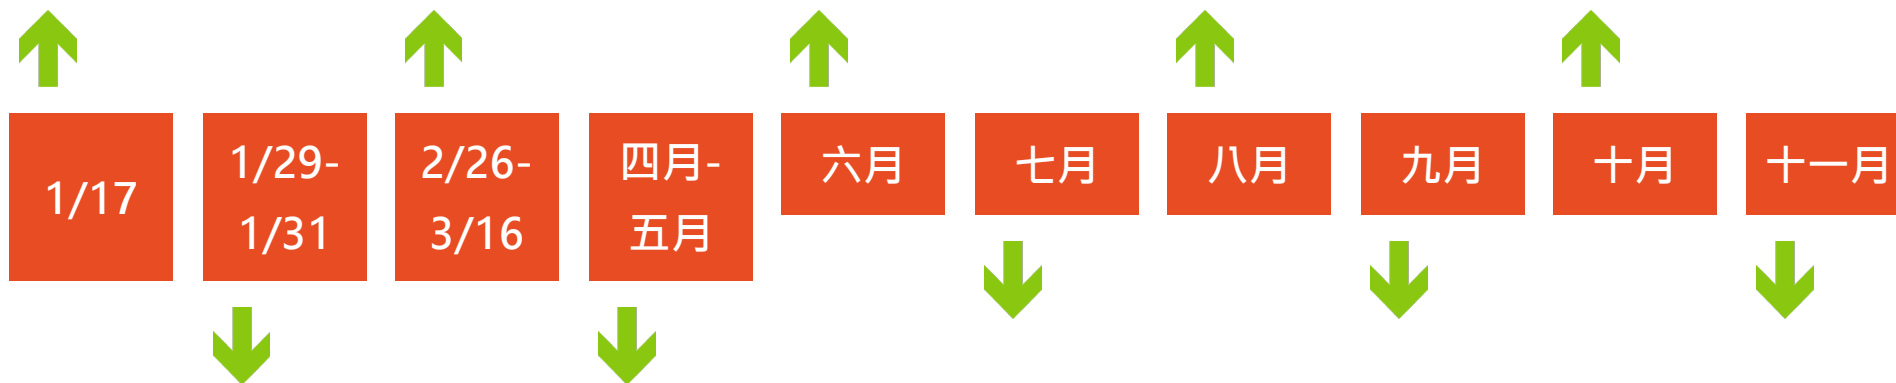 1/17
1/29-
1/31
2/26-
3/16
四月-
五月
六月
七月
八月
九月
十月
十一月